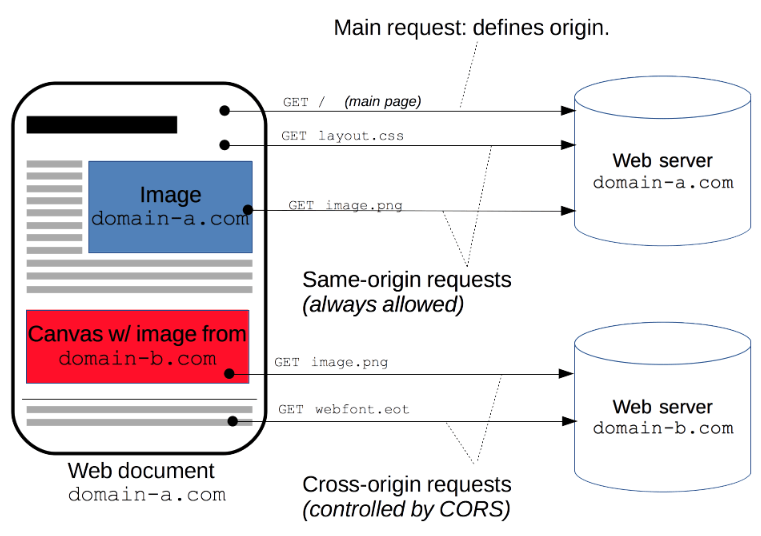 Main request: defines origin.
GET / (main page)
GET layout.css
Image
domain-a.com
GET image.png
Web server
domain-a.com
Same-origin requests
(always allowed)
Canvas w/ image from
domain-b.com
GET image.png
GET webfont.eot
Web server
domain-b.com
Web document
domain-a.com
Cross-origin requests
(controlled by CORS)